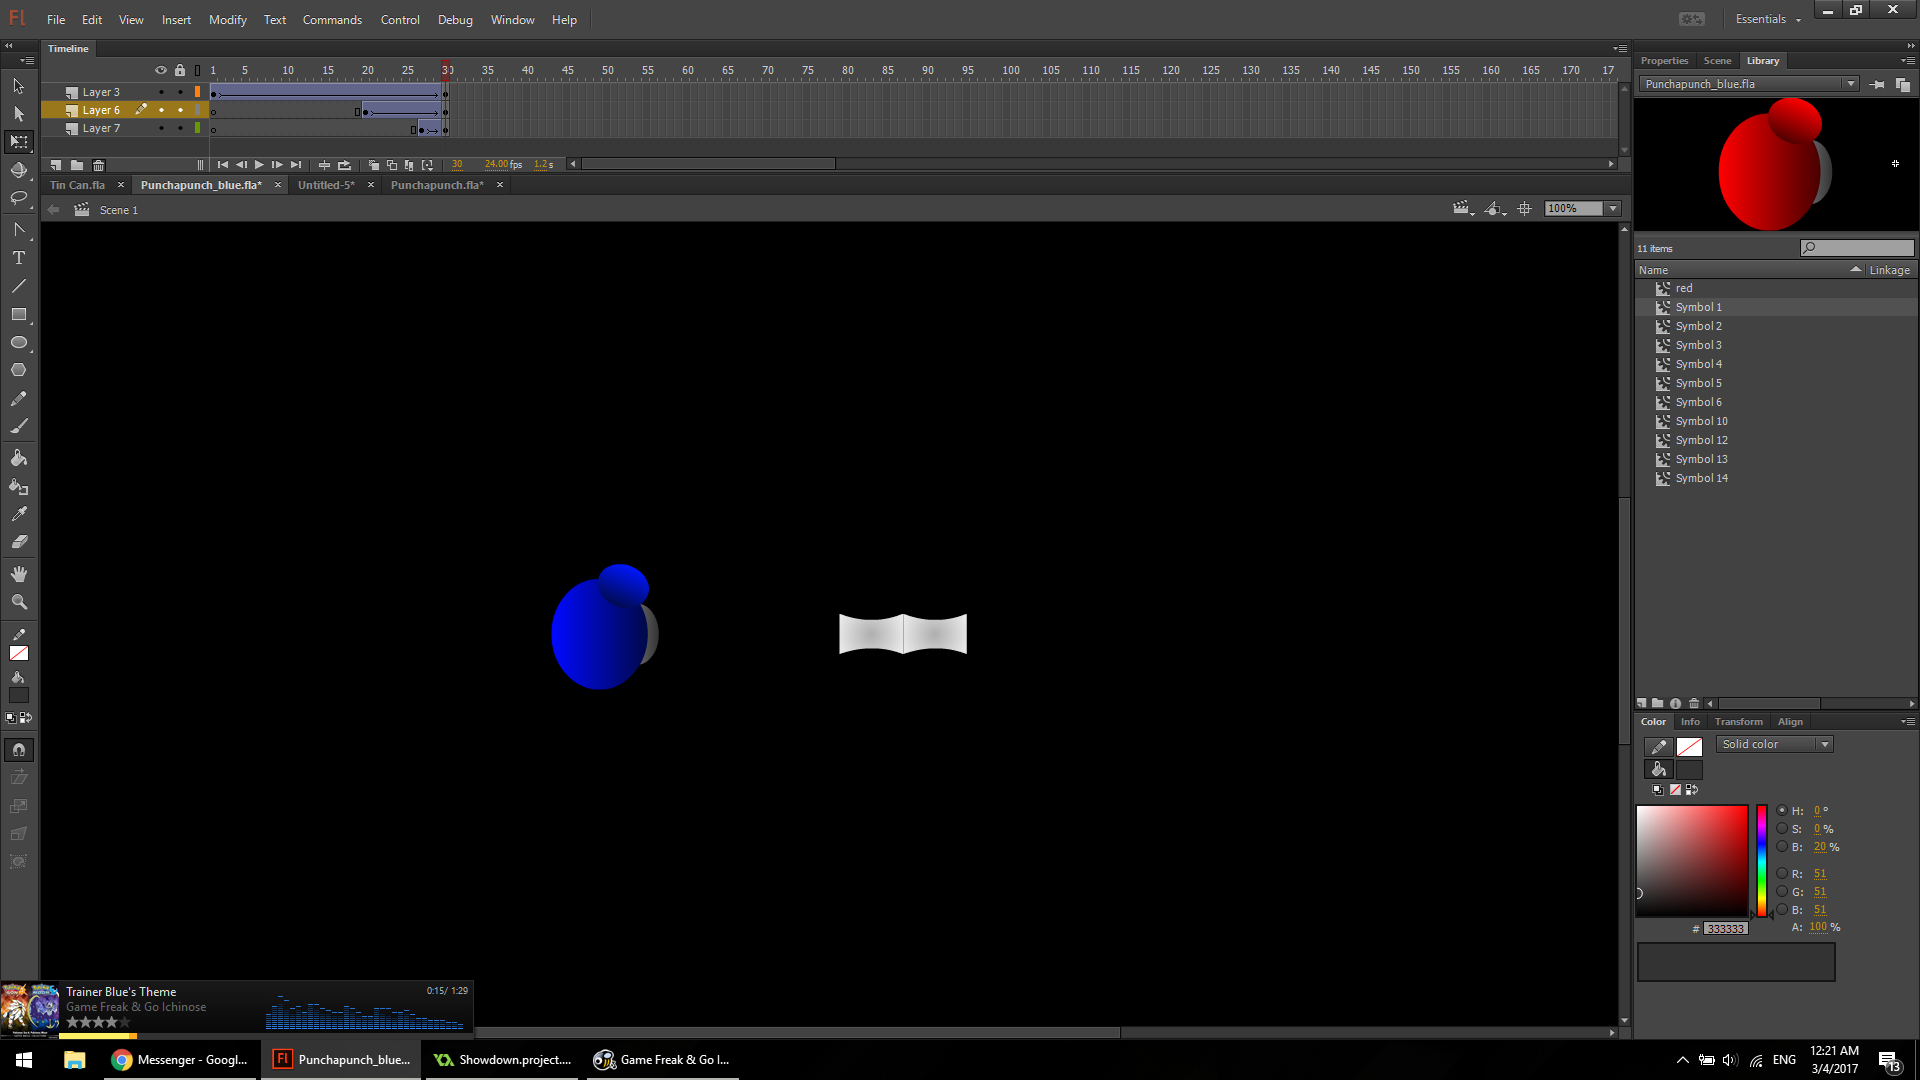 Fl File Edit View Insert Modify Text Commands Control Debug Window Help Essentials
Timeline
1 5 10 15 20 25 30 35 40 45 50 55 60 65 70 75 80 85 90 95 100 105 110 115 120 125 130 135 140 145 150 155 160 165 170 17
Layer 3
Layer 6
Layer 7
30 24.00 fps 1.2 s
Tin Can.fla Punchapunch_blue.fla* Untitled-5* Punchapunch.fla*
Scene 1 100%
Properties Scene Library
Punchapunch_blue.fla
11 items
Name Linkage
red
Symbol 1
Symbol 2
Symbol 3
Symbol 4
Symbol 5
Symbol 6
Symbol 10
Symbol 12
Symbol 13
Symbol 14
Color Info Transform Align
Solid color
H: 0 °
S: 0 %
B: 20 %
R: 51
G: 51
B: 51
# 333333 A: 100 %
Trainer Blue's Theme 0:15/ 1:29
Game Freak & Go Ichinose
Messenger - Googl... Fl Punchapunch_blue... Showdown.project.... Game Freak & Go I... ENG
12:21 AM
3/4/2017
13